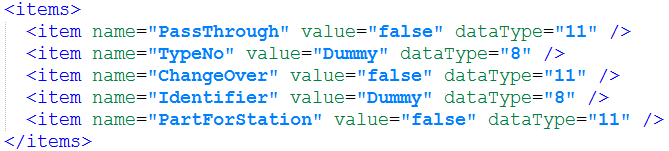 <items>
<item name="PassThrough" value="false" dataType="11" />
<item name="TypeNo" value="Dummy" dataType="8" />
<item name="ChangeOver" value="false" dataType="11" />
<item name="Identifier" value="Dummy" dataType="8" />
<item name="PartForStation" value="false" dataType="11" />
</items>